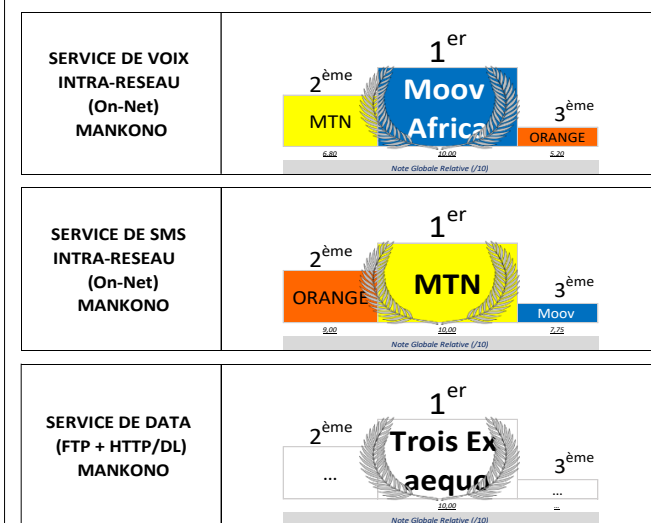 SERVICE DE VOIX
INTRA-RESEAU
(On-Net)
MANKONO
1er
2ème
Moov
Africa
MTN
3ème
ORANGE
6,80
10,00
5,20
Note Globale Relative (/10)
SERVICE DE SMS
INTRA-RESEAU
(On-Net)
MANKONO
1er
2ème
MTN
ORANGE
3ème
Moov
9,00
10,00
7,75
Note Globale Relative (/10)
SERVICE DE DATA
(FTP + HTTP/DL)
MANKONO
1er
2ème
Trois Ex
aequo
...
3ème
...
10,00
...
Note Globale Relative (/10)